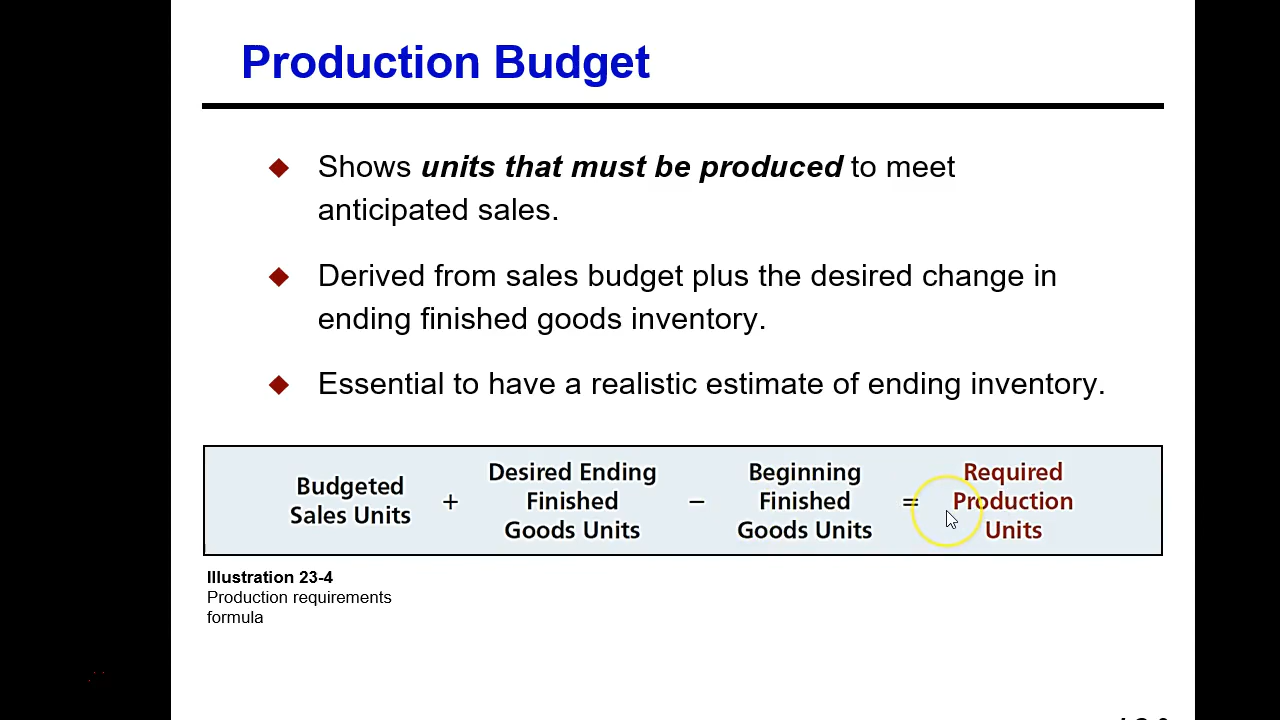 Production Budget
Shows units that must be produced to meet
anticipated sales.
Derived from sales budget plus the desired change in
ending finished goods inventory.
Essential to have a realistic estimate of ending inventory.
Budgeted Sales Units + Desired Ending Finished Goods Units − Beginning Finished Goods Units = Required Production Units
Illustration 23-4
Production requirements
formula